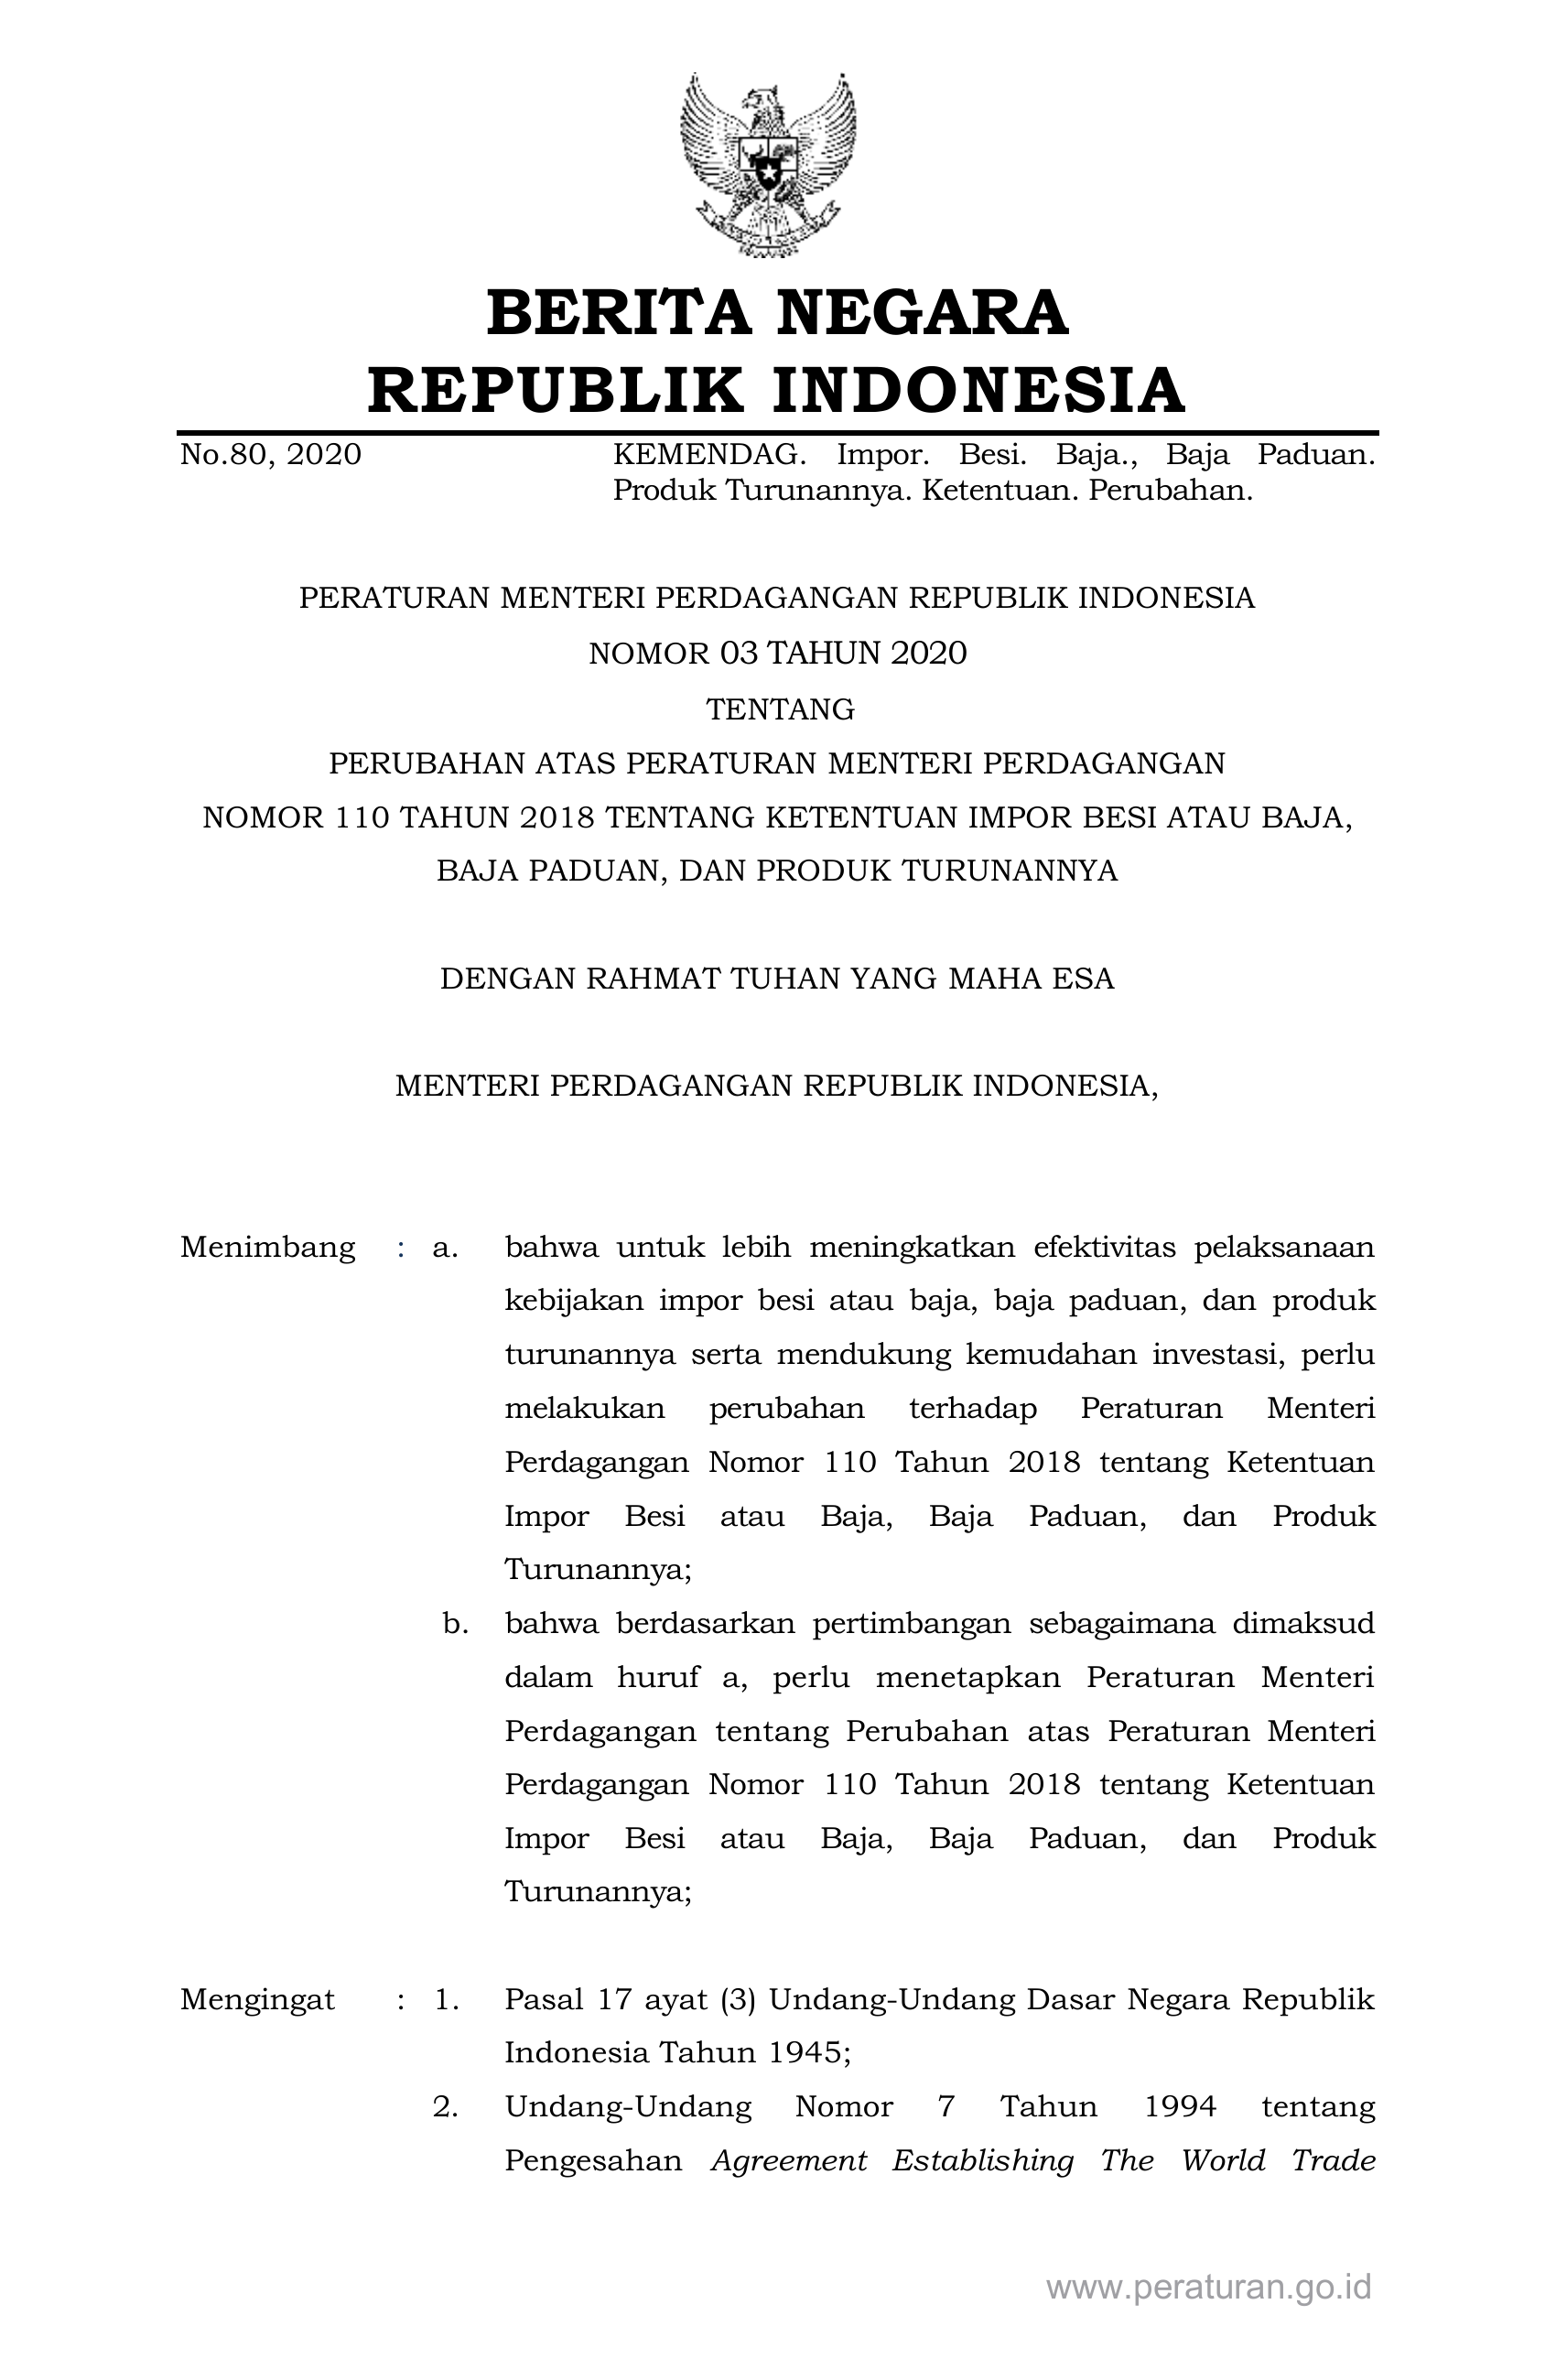 BERITA NEGARA
REPUBLIK INDONESIA
No.80, 2020 KEMENDAG. Impor. Besi. Baja., Baja Paduan.
Produk Turunannya. Ketentuan. Perubahan.
PERATURAN MENTERI PERDAGANGAN REPUBLIK INDONESIA
NOMOR 03 TAHUN 2020
TENTANG
PERUBAHAN ATAS PERATURAN MENTERI PERDAGANGAN
NOMOR 110 TAHUN 2018 TENTANG KETENTUAN IMPOR BESI ATAU BAJA,
BAJA PADUAN, DAN PRODUK TURUNANNYA
DENGAN RAHMAT TUHAN YANG MAHA ESA
MENTERI PERDAGANGAN REPUBLIK INDONESIA,
Menimbang : a. bahwa untuk lebih meningkatkan efektivitas pelaksanaan
kebijakan impor besi atau baja, baja paduan, dan produk
turunannya serta mendukung kemudahan investasi, perlu
melakukan perubahan terhadap Peraturan Menteri
Perdagangan Nomor 110 Tahun 2018 tentang Ketentuan
Impor Besi atau Baja, Baja Paduan, dan Produk
Turunannya;
b. bahwa berdasarkan pertimbangan sebagaimana dimaksud
dalam huruf a, perlu menetapkan Peraturan Menteri
Perdagangan tentang Perubahan atas Peraturan Menteri
Perdagangan Nomor 110 Tahun 2018 tentang Ketentuan
Impor Besi atau Baja, Baja Paduan, dan Produk
Turunannya;
Mengingat : 1. Pasal 17 ayat (3) Undang-Undang Dasar Negara Republik
Indonesia Tahun 1945;
2. Undang-Undang Nomor 7 Tahun 1994 tentang
Pengesahan Agreement Establishing The World Trade
www.peraturan.go.id